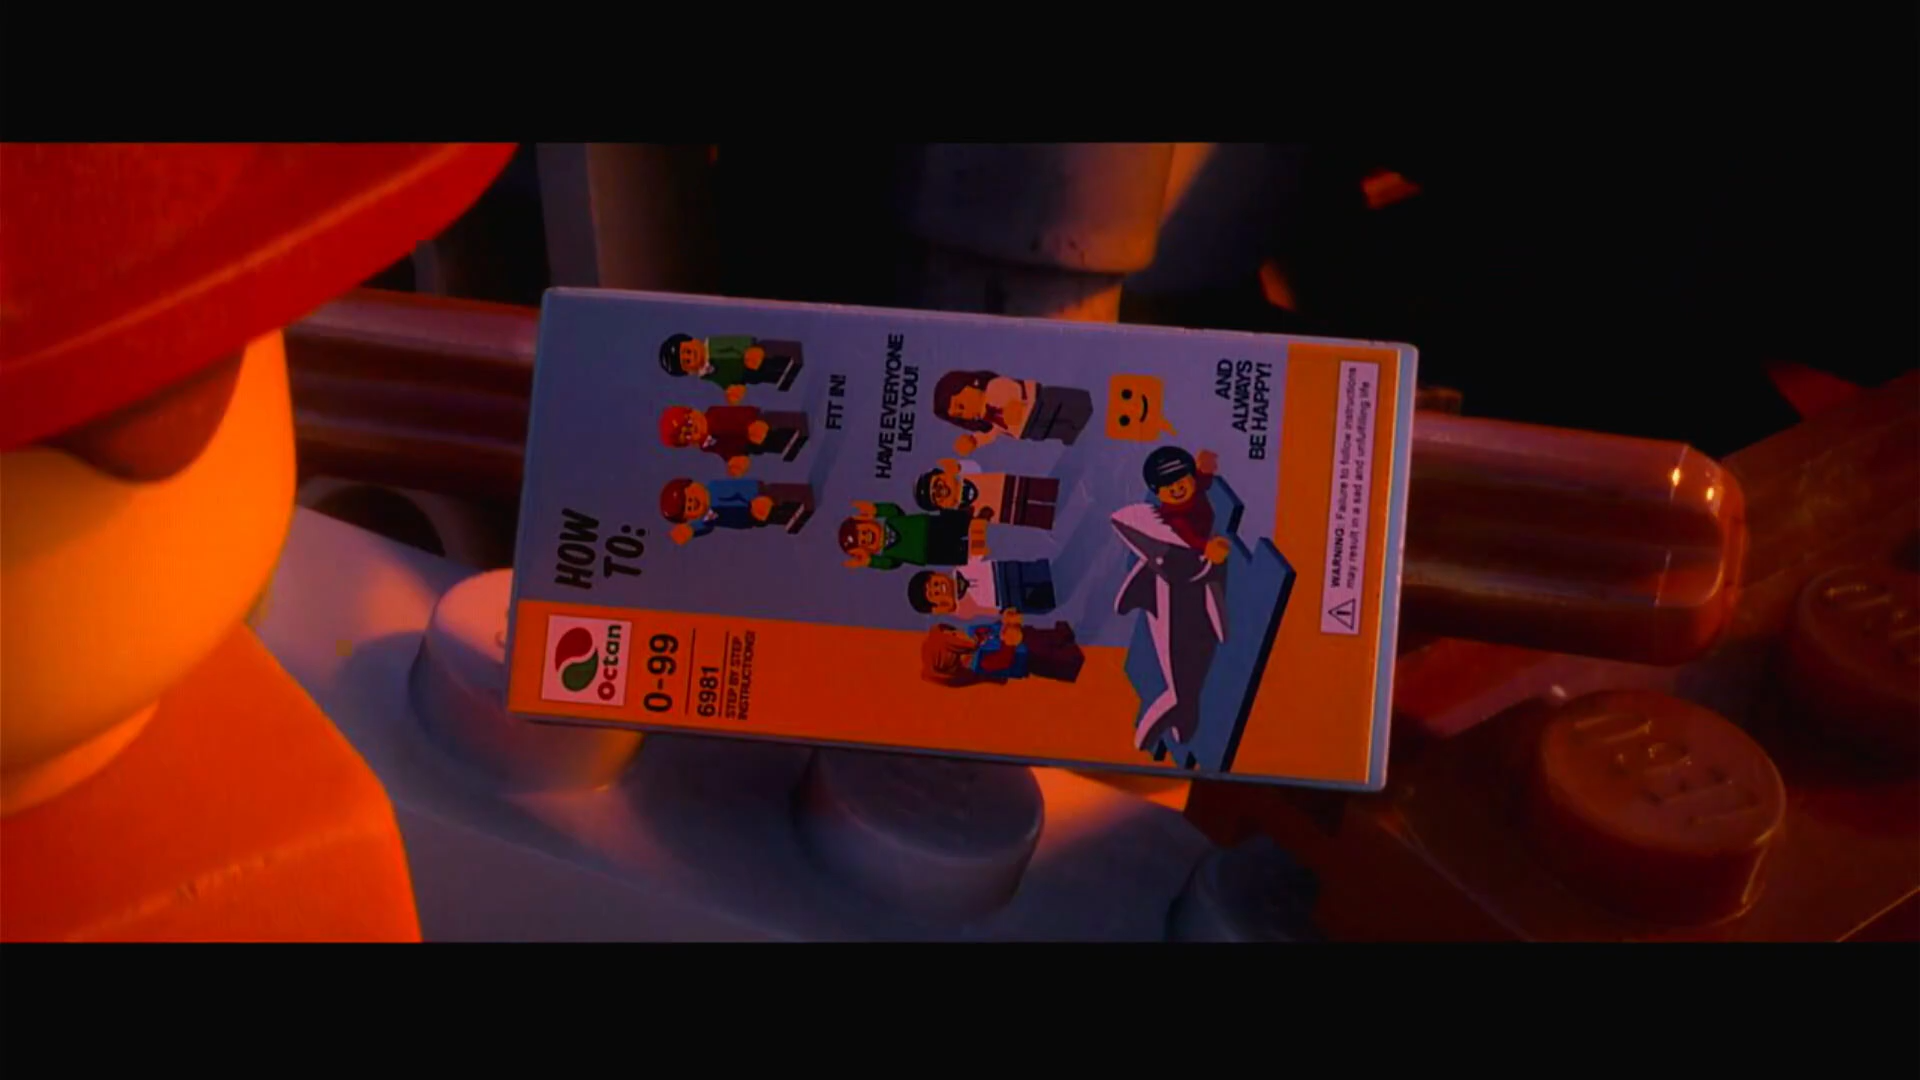 HOW
TO:
FIT IN!
HAVE EVERYONE
LIKE YOU!
AND
ALWAYS
BE HAPPY!
Octan
0-99
6981
STEP BY STEP
INSTRUCTIONS!
WARNING: Failure to follow instructions
may result in a sad and unfulfilling life